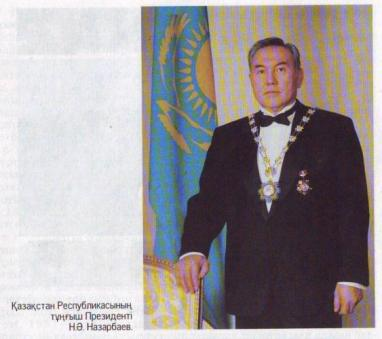 Қазақстан Республикасының
тұңғыш Президенті
Н.Ә. Назарбаев.